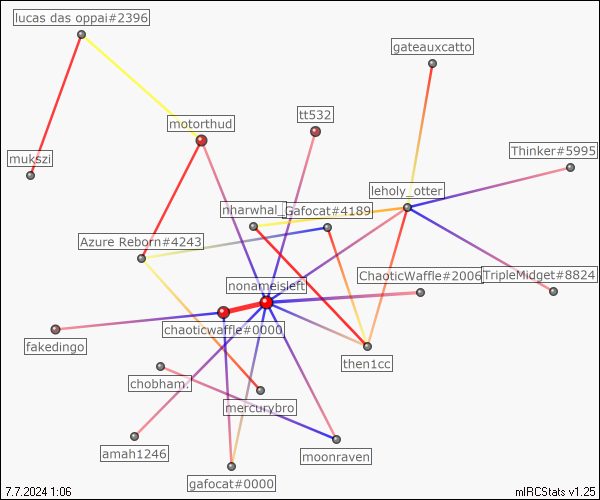 lucas das oppai#2396
gateauxcatto
motorthud
tt532
mukszi
Thinker#5995
leholy_otter
nharwhal_
Gafocat#4189
Azure Reborn#4243
nonameisleft
ChaoticWaffle#2006
TripleMidget#8824
chaoticwaffle#0000
fakedingo
then1cc
chobham.
mercurybro
amah1246
moonraven
gafocat#0000
7.7.2024 1:06
mIRCStats v1.25